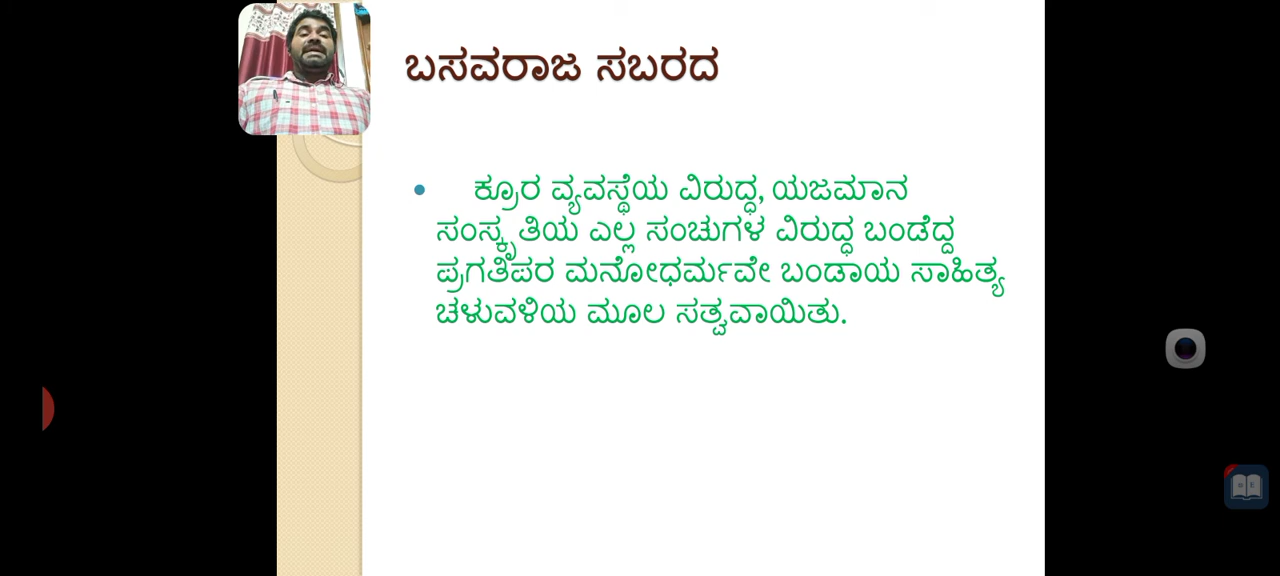 ಬಸವರಾಜ ಸಬರದ
ಕ್ರೂರ ವ್ಯವಸ್ಥೆಯ ವಿರುದ್ಧ, ಯಜಮಾನ
ಸಂಸ್ಕೃತಿಯ ಎಲ್ಲ ಸಂಚುಗಳ ವಿರುದ್ಧ ಬಂಡೆದ್ದ
ಪ್ರಗತಿಪರ ಮನೋಧರ್ಮವೇ ಬಂಡಾಯ ಸಾಹಿತ್ಯ
ಚಳುವಳಿಯ ಮೂಲ ಸತ್ವವಾಯಿತು.